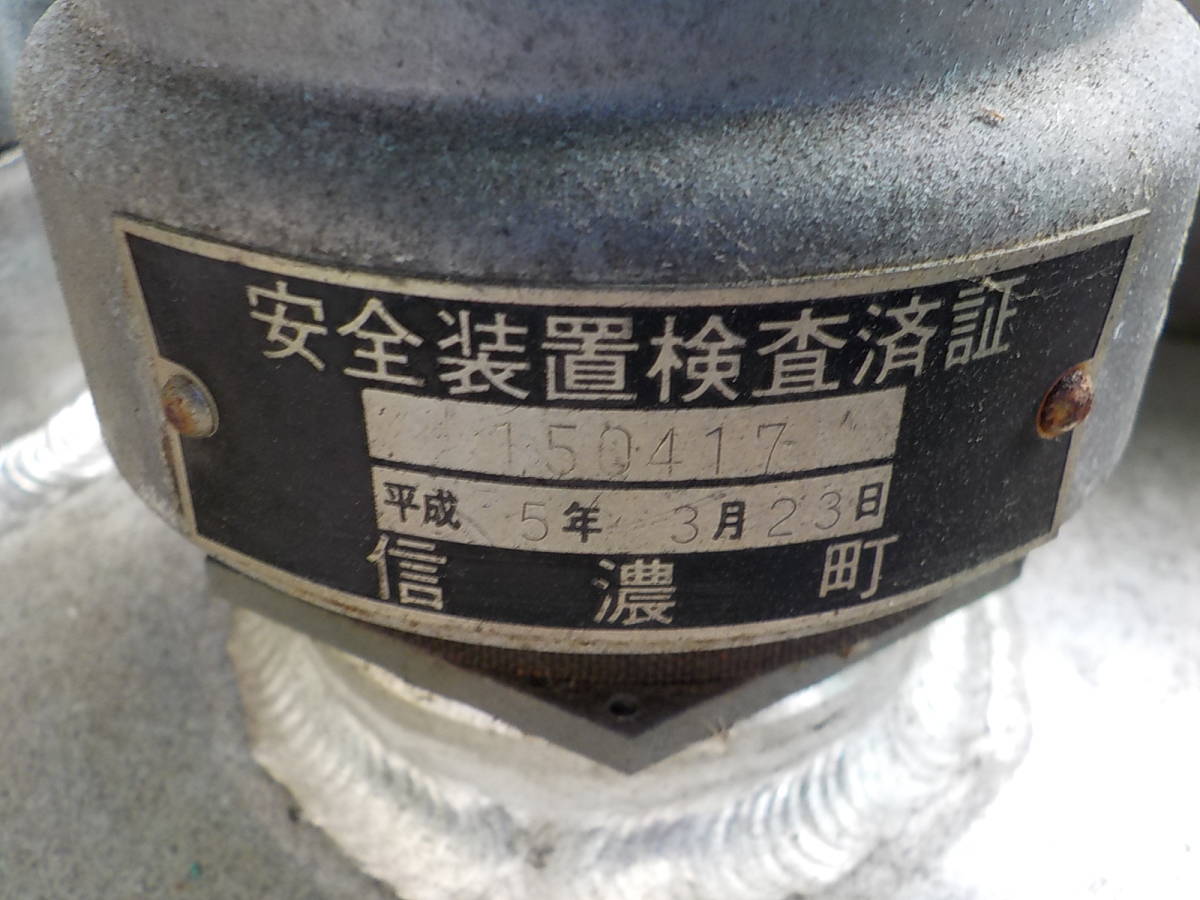 安全装置検査済証
150417
平成 5年 3月23日
信濃町